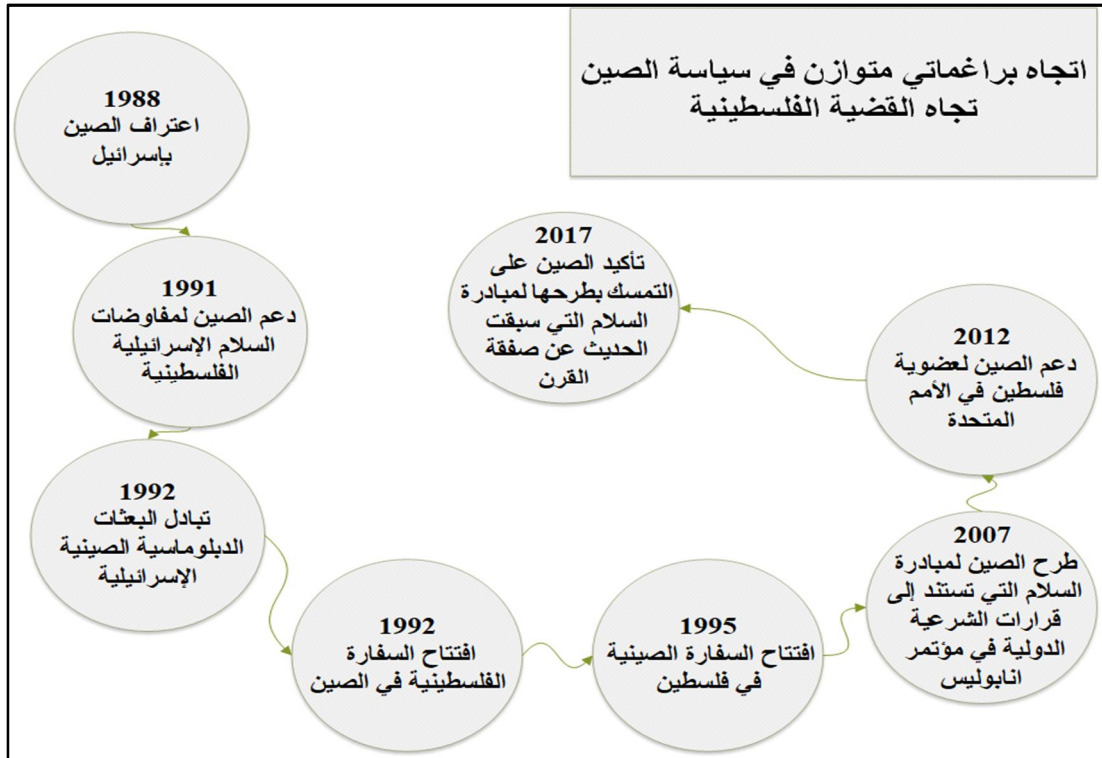 اتجاه براغماتي متوازن في سياسة الصين
تجاه القضية الفلسطينية
1988
اعتراف الصين
بإسرائيل
1991
دعم الصين لمفاوضات
السلام الإسرائيلية
الفلسطينية
1992
تبادل البعثات
الدبلوماسية الصينية
الإسرائيلية
1992
افتتاح السفارة
الفلسطينية في الصين
1995
افتتاح السفارة الصينية
في فلسطين
2007
طرح الصين لمبادرة
السلام التي تستند إلى
قرارات الشرعية
الدولية في مؤتمر
انابوليس
2012
دعم الصين لعضوية
فلسطين في الأمم
المتحدة
2017
تأكيد الصين على
التمسك بطرحها لمبادرة
السلام التي سبقت
الحديث عن صفقة
القرن